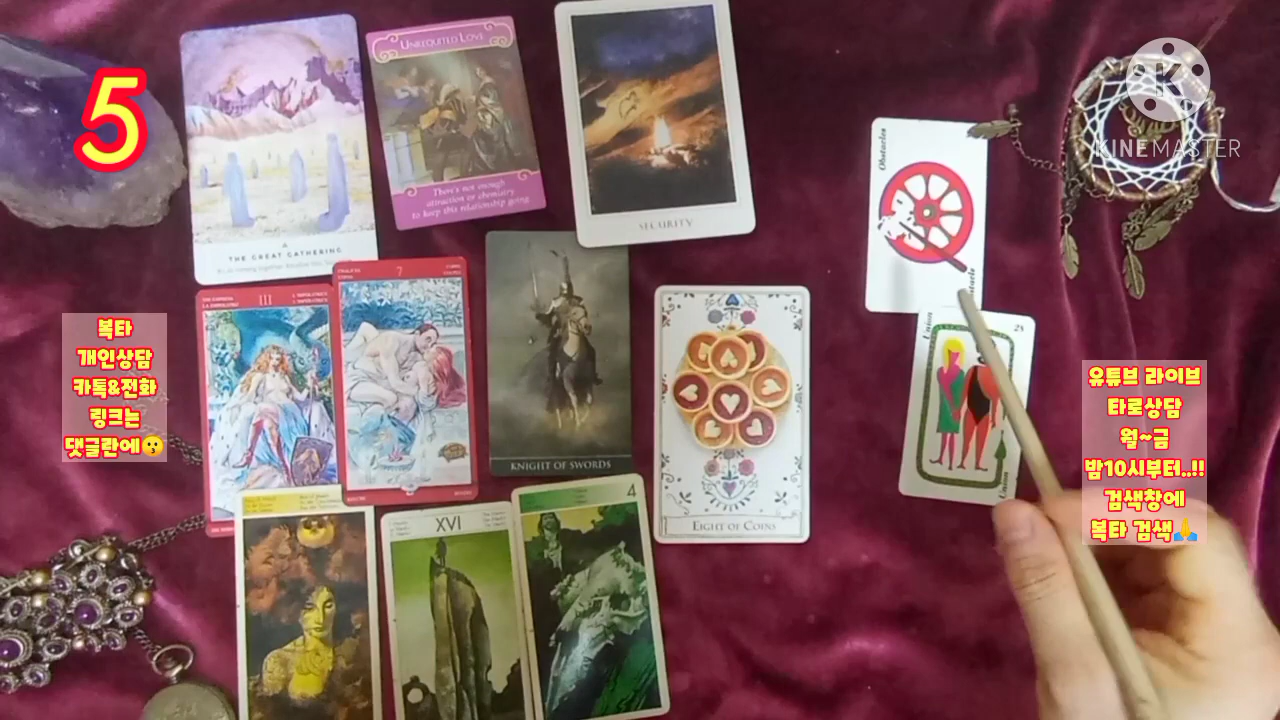 5
UNREQUITED LOVE
There's not enough
attraction or chemistry
to keep this relationship going
A
THE GREAT GATHERING
SECURITY
KINEMASTER
Obstacles
Union
25
Union
III
7
KNIGHT OF SWORDS
EIGHT OF COINS
XVI
4
복타
개인상담
카톡&전화
링크는
댓글란에😗
유튜브 라이브
타로상담
월~금
밤10시부터..!!
검색창에
복타 검색🙏